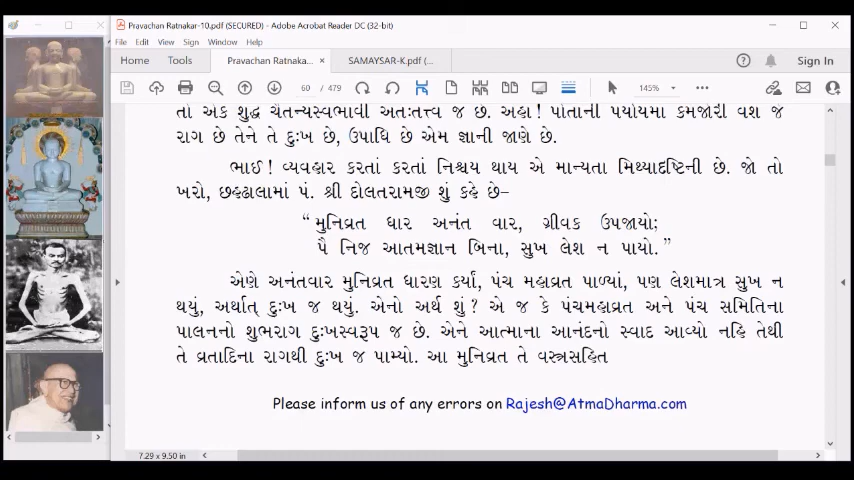 Pravachan Ratnakar-10.pdf (SECURED) - Adobe Acrobat Reader DC (32-bit)
File Edit View Sign Window Help
Home Tools Pravachan Ratnaka... × SAMAYSAR-K.pdf (... Sign In
60 / 479 145%
તો એક શુદ્ધ ચૈતન્યસ્વભાવી અંતઃતત્ત્વ જ છે. અહા! પોતાની પર્યાયમાં કમજોરી વશ જે
રાગ છે તેને તે દુઃખ છે, ઉપાધિ છે એમ જ્ઞાની જાણે છે.
ભાઈ! વ્યવહાર કરતાં કરતાં નિશ્ચય થાય એ માન્યતા મિથ્યાદષ્ટિની છે. જો તો
ખરો, છહઢાલામાં પં. શ્રી દોલતરામજી શું કહે છે–
“ મુનિવ્રત ધાર અનંત વાર, ગ્રીવક ઉપજાયો;
પૈ નિજ આતમજ્ઞાન બિના, સુખ લેશ ન પાયો. ”
એણે અનંતવાર મુનિવ્રત ધારણ કર્યાં, પંચ મહાવ્રત પાળ્યાં, પણ લેશમાત્ર સુખ ન
થયું, અર્થાત્ દુઃખ જ થયું. એનો અર્થ શું? એ જ કે પંચમહાવ્રત અને પંચ સમિતિના
પાલનનો શુભરાગ દુઃખસ્વરૂપ જ છે. એને આત્માના આનંદનો સ્વાદ આવ્યો નહિ તેથી
તે વ્રતાદિના રાગથી દુઃખ જ પામ્યો. આ મુનિવ્રત તે વસ્ત્રસહિત
Please inform us of any errors on Rajesh@AtmaDharma.com
7.29 x 9.50 in